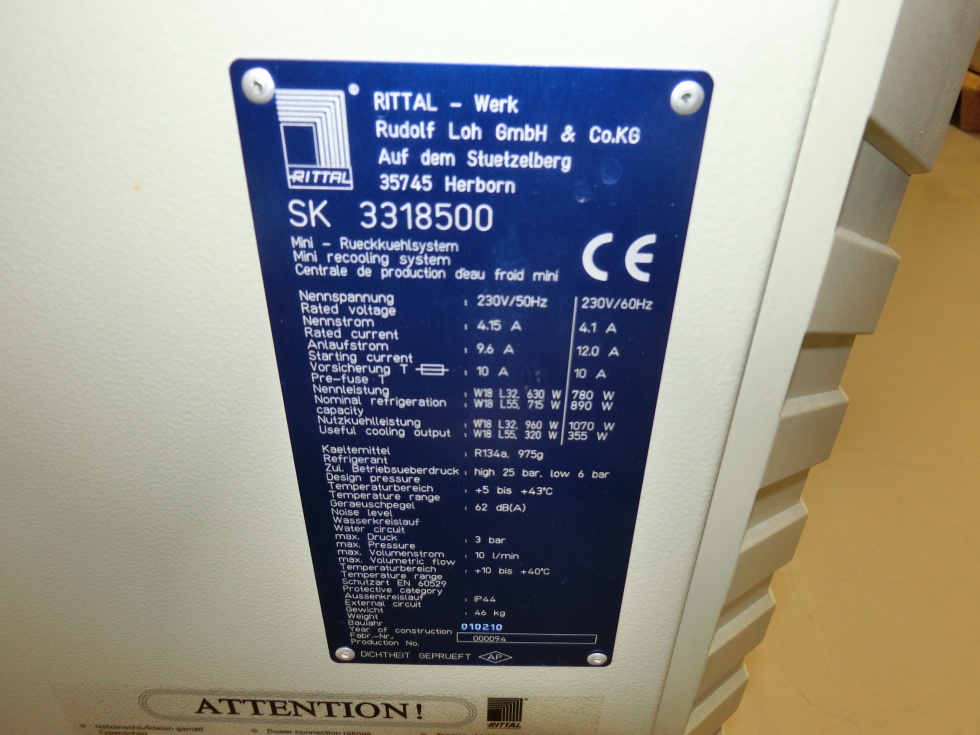 RITTAL - Werk
Rudolf Loh GmbH & Co.KG
Auf dem Stuetzelberg
35745 Herborn
RITTAL
SK 3318500
Mini - Rueckkuehlsystem
Mini recooling system
Centrale de production d'eau froid mini
CE
Nennspannung : 230V/50Hz 230V/60Hz
Rated voltage
Nennstrom : 4.15 A 4.1 A
Rated current
Anlaufstrom : 9.6 A 12.0 A
Starting current
Vorsicherung T : 10 A 10 A
Pre-fuse T
Nennleistung : W18 L32, 630 W 780 W
Nominal refrigeration : W18 L55, 715 W 890 W
capacity
Nutzkuehlleistung : W18 L32, 960 W 1070 W
Useful cooling output : W18 L55, 320 W 355 W
Kaeltemittel : R134a, 975g
Refrigerant
Zul. Betriebsueberdruck : high 25 bar, low 6 bar
Design pressure
Temperaturbereich : +5 bis +43°C
Temperature range
Geraeuschpegel : 62 dB(A)
Noise level
Wasserkreislauf
Water circuit
max. Druck : 3 bar
max. Pressure
max. Volumenstrom : 10 l/min
max. Volumetric flow
Temperaturbereich : +10 bis +40°C
Temperature range
Schutzart EN 60529
Protective category
Aussenkreislauf : IP44
External circuit
Gewicht : 46 kg
Weight
Baujahr
Year of construction 010210
Fabr.-Nr. 000094
Production No.
DICHTHEIT GEPRUEFT AP
ATTENTION!
RITTAL
Netzanschlußdaten gemäß
Typenschild
Power connection ratings